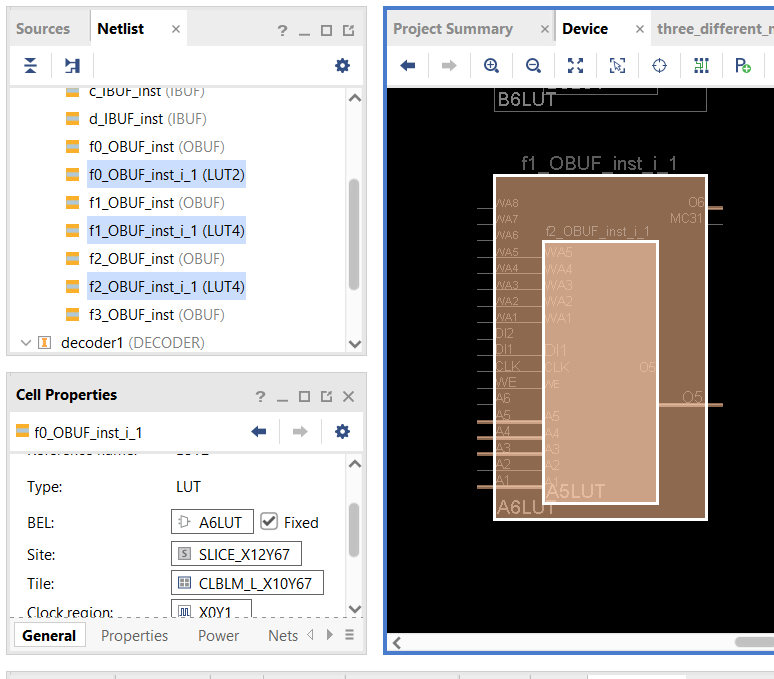 Sources
Netlist
×
?
c_IBUF_inst (IBUF)
d_IBUF_inst (IBUF)
f0_OBUF_inst (OBUF)
f0_OBUF_inst_i_1 (LUT2)
f1_OBUF_inst (OBUF)
f1_OBUF_inst_i_1 (LUT4)
f2_OBUF_inst (OBUF)
f2_OBUF_inst_i_1 (LUT4)
f3_OBUF_inst (OBUF)
decoder1 (DECODER)
Cell Properties
?
f0_OBUF_inst_i_1
Type: LUT
BEL: A6LUT Fixed
Site: SLICE_X12Y67
Tile: CLBLM_L_X10Y67
Clock region: X0Y1
General Properties Power Nets
Project Summary × Device × three_different_
B6LUT
f1_OBUF_inst_i_1
WA8
WA7
WA6
WA5
WA4
WA3
WA2
WA1
DI2
DI1
CLK
WE
A6
A5
A4
A3
A2
A1
A6LUT
O6
MC31
O5
f2_OBUF_inst_i_1
WA5
WA4
WA3
WA2
WA1
DI1
CLK
WE
A5
A4
A3
A2
A1
A5LUT
O5